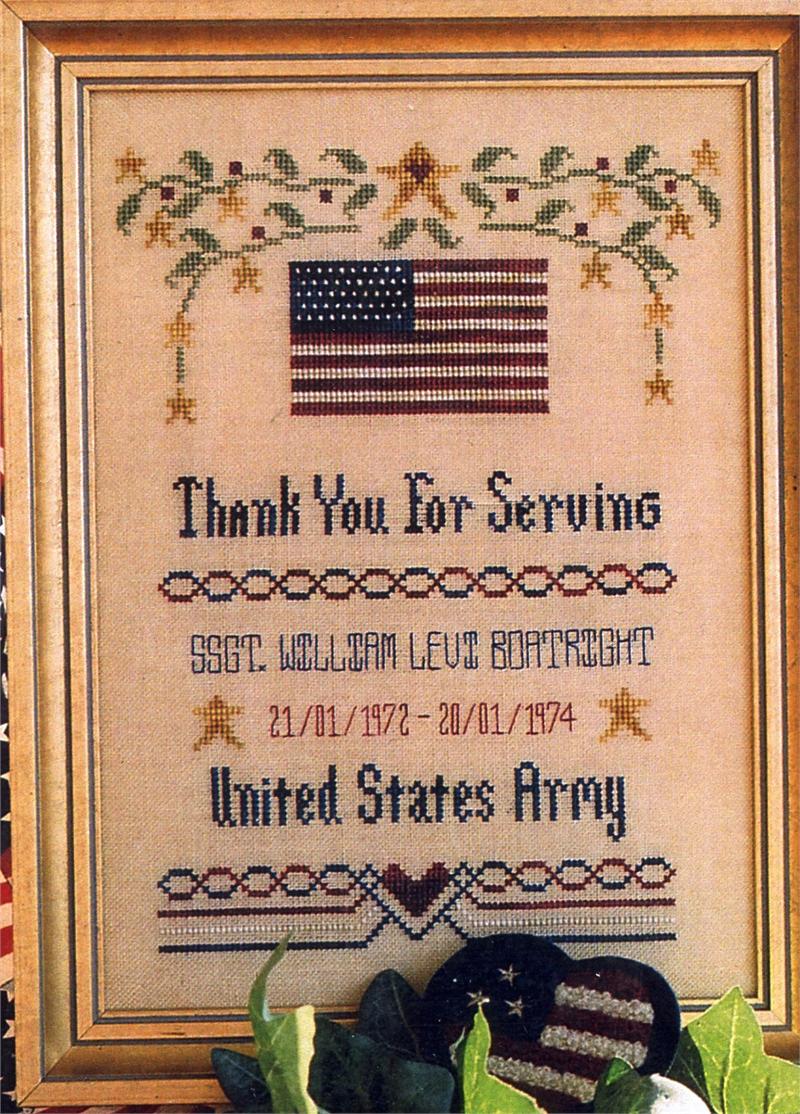 Thank You For Serving
SSGT. WILLIAM LEVI BOATRIGHT
21/01/1972 - 20/01/1974
United States Army